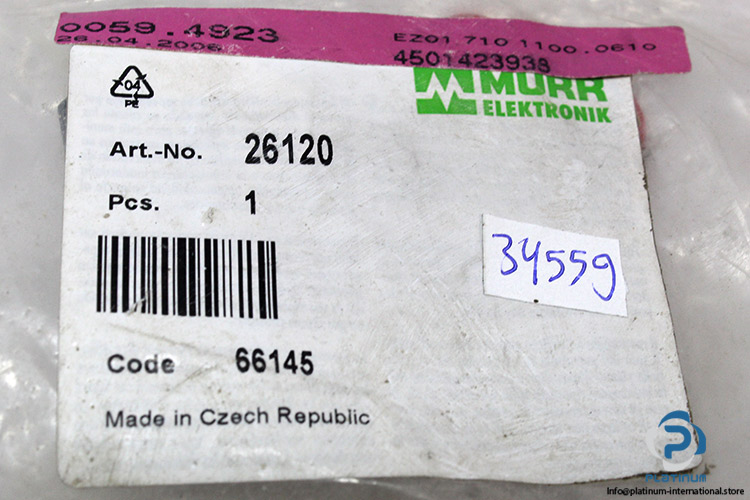 0059.4923
26.04.2006
EZ01 710 1100.0610
4501423938
04
PE
MURR
ELEKTRONIK
Art.-No. 26120
Pcs. 1
34559
Code 66145
Made in Czech Republic
PLATINUM
Info@platinum-international.store